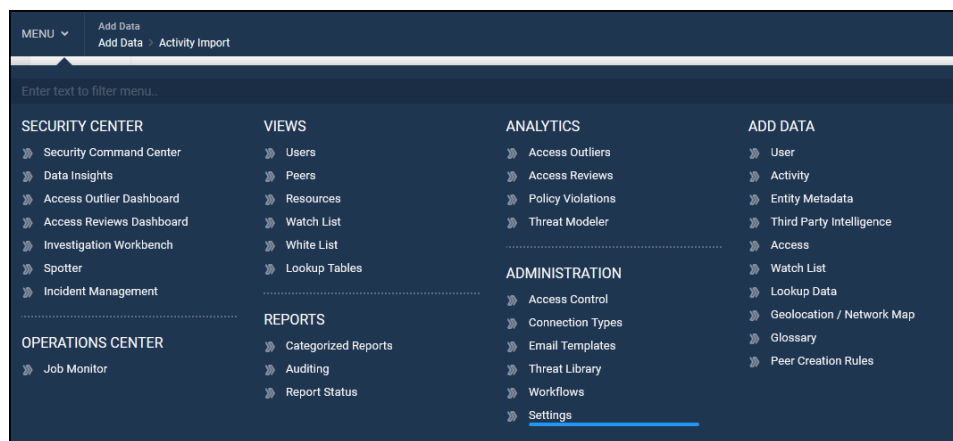 MENU
Add Data
Add Data > Activity Import
Enter text to filter menu..
SECURITY CENTER
Security Command Center
Data Insights
Access Outlier Dashboard
Access Reviews Dashboard
Investigation Workbench
Spotter
Incident Management
OPERATIONS CENTER
Job Monitor
VIEWS
Users
Peers
Resources
Watch List
White List
Lookup Tables
REPORTS
Categorized Reports
Auditing
Report Status
ANALYTICS
Access Outliers
Access Reviews
Policy Violations
Threat Modeler
ADMINISTRATION
Access Control
Connection Types
Email Templates
Threat Library
Workflows
Settings
ADD DATA
User
Activity
Entity Metadata
Third Party Intelligence
Access
Watch List
Lookup Data
Geolocation / Network Map
Glossary
Peer Creation Rules